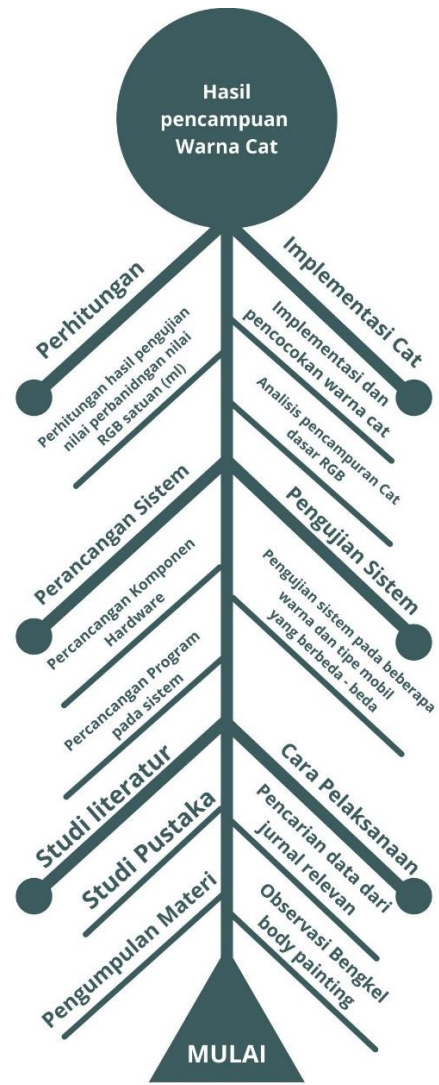 Hasil
pencampuan
Warna Cat
Perhitungan
Perhitungan hasil pengujian
nilai perbanidngan nilai
RGB satuan (ml)
Implementasi Cat
Implementasi dan
pencocokan warna cat
Analisis pencampuran Cat
dasar RGB
Perancangan Sistem
Percancangan Komponen
Hardware
Percancangan Program
pada sistem
Pengujian Sistem
Pengujian sistem pada beberapa
warna dan tipe mobil
yang berbeda - beda
Studi literatur
Studi Pustaka
Pengumpulan Materi
Cara Pelaksanaan
Pencarian data dari
jurnal relevan
Observasi Bengkel
body painting
MULAI